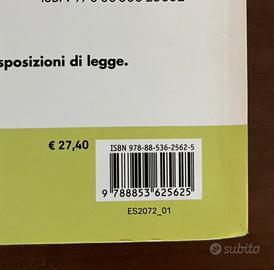 sposizioni di legge.
€ 27,40
ISBN 978-88-536-2562-5
9 788853 625625
ES2072_01
subito